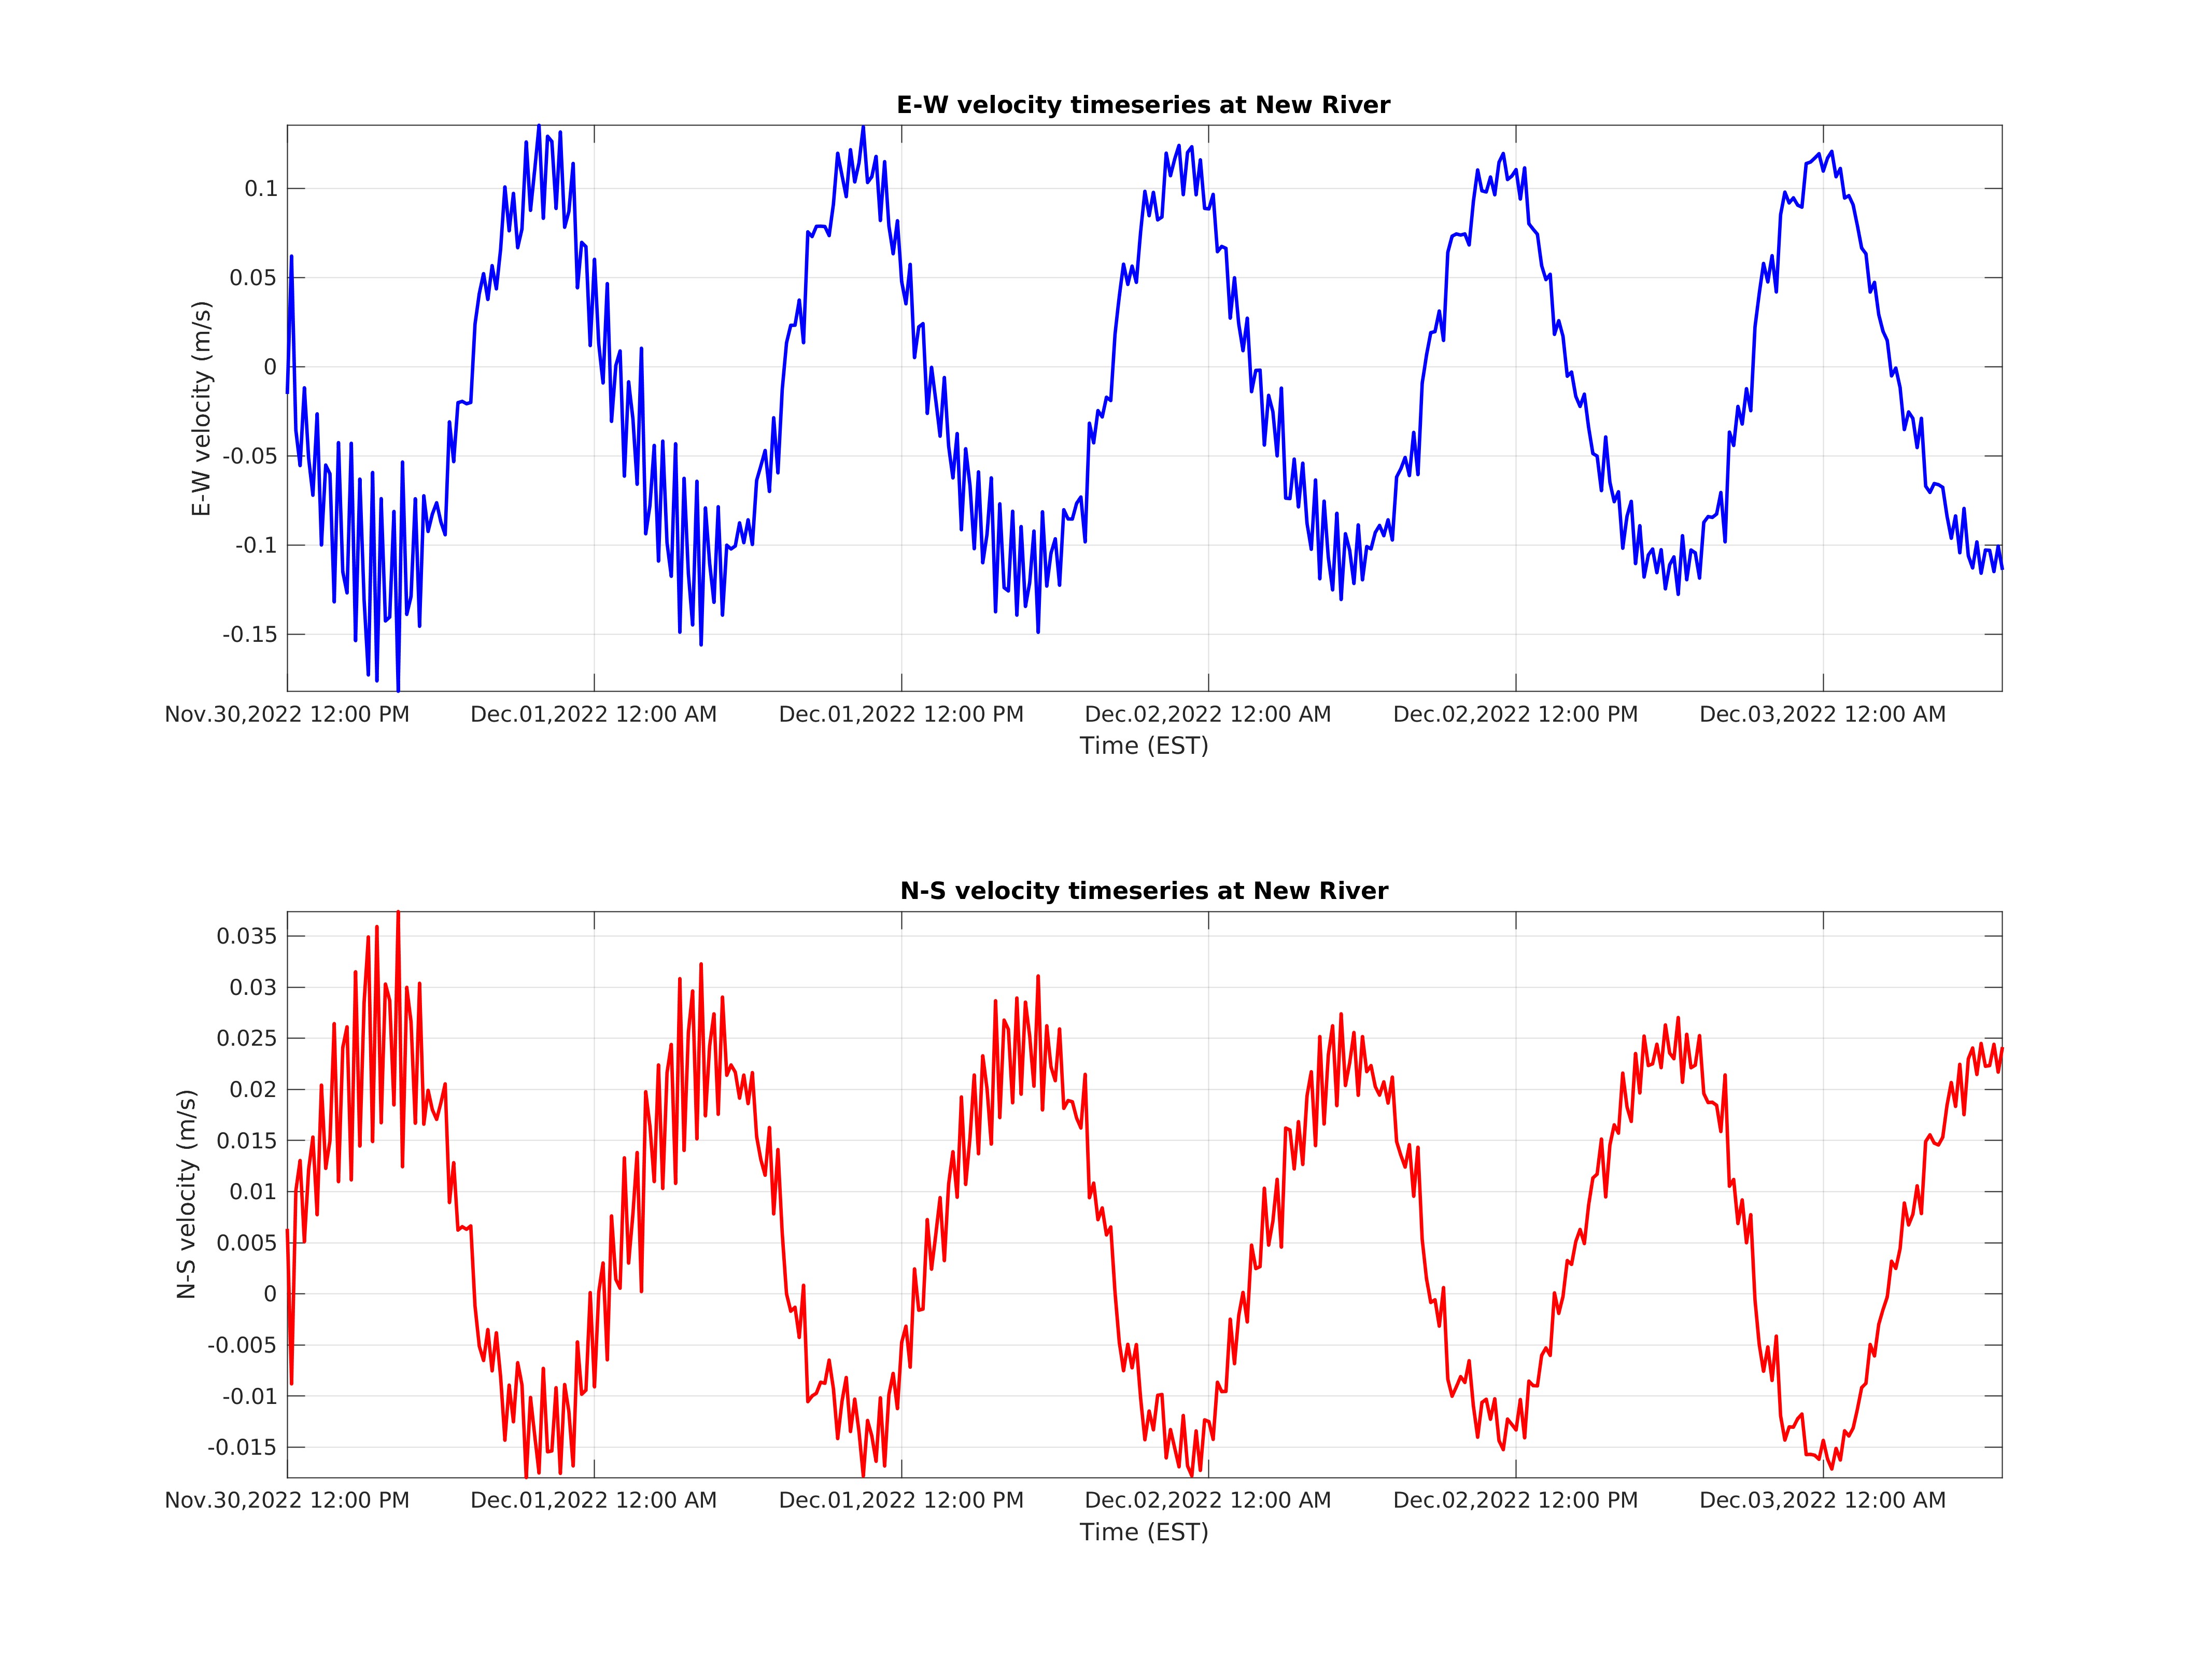 E-W velocity timeseries at New River
E-W velocity (m/s)
0.1
0.05
0
-0.05
-0.1
-0.15
Nov.30,2022 12:00 PM Dec.01,2022 12:00 AM Dec.01,2022 12:00 PM Dec.02,2022 12:00 AM Dec.02,2022 12:00 PM Dec.03,2022 12:00 AM
Time (EST)
N-S velocity timeseries at New River
N-S velocity (m/s)
0.035
0.03
0.025
0.02
0.015
0.01
0.005
0
-0.005
-0.01
-0.015
Nov.30,2022 12:00 PM Dec.01,2022 12:00 AM Dec.01,2022 12:00 PM Dec.02,2022 12:00 AM Dec.02,2022 12:00 PM Dec.03,2022 12:00 AM
Time (EST)